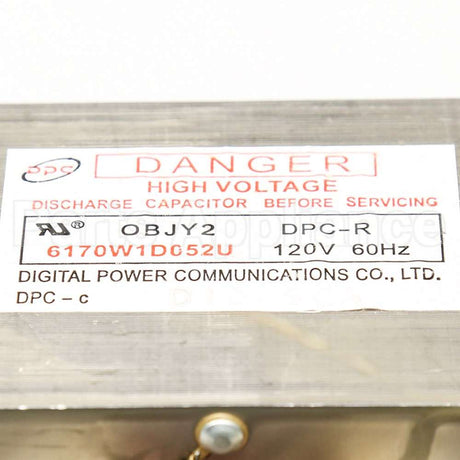 DPC DANGER
HIGH VOLTAGE
DISCHARGE CAPACITOR BEFORE SERVICING
RU® OBJY2 DPC-R
6170W1D052U 120V 60Hz
DIGITAL POWER COMMUNICATIONS CO., LTD.
DPC - c